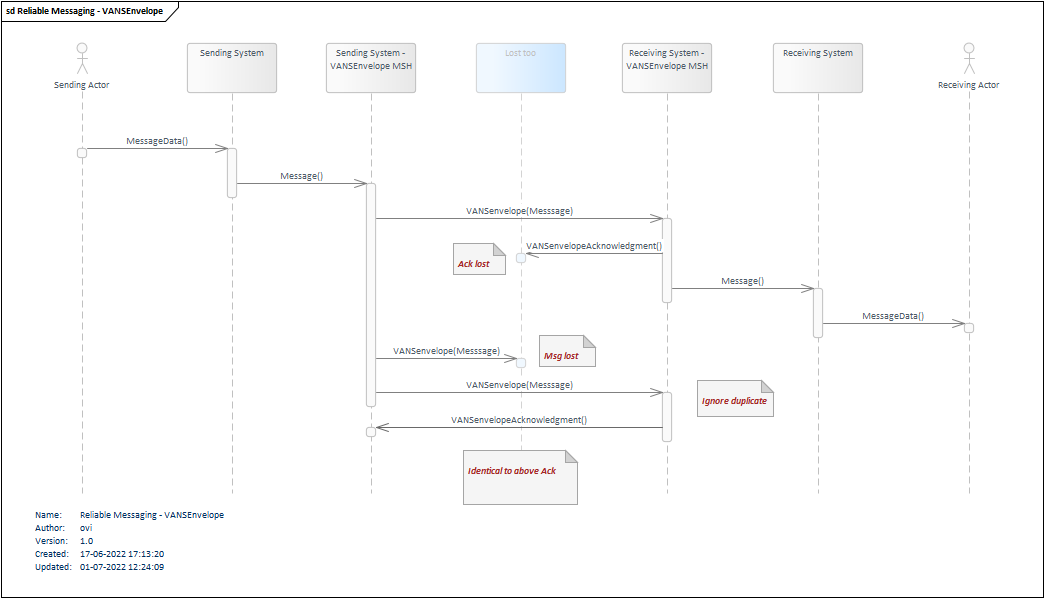 sd Reliable Messaging - VANSEnvelope
Sending Actor
Sending System
Sending System -
VANSEnvelope MSH
Lost too
Receiving System -
VANSEnvelope MSH
Receiving System
Receiving Actor
MessageData()
Message()
VANSenvelope(Messsage)
VANSenvelopeAcknowledgment()
Ack lost
Message()
MessageData()
VANSenvelope(Messsage)
Msg lost
VANSenvelope(Messsage)
Ignore duplicate
VANSenvelopeAcknowledgment()
Identical to above Ack
Name: Reliable Messaging - VANSEnvelope
Author: ovi
Version: 1.0
Created: 17-06-2022 17:13:20
Updated: 01-07-2022 12:24:09